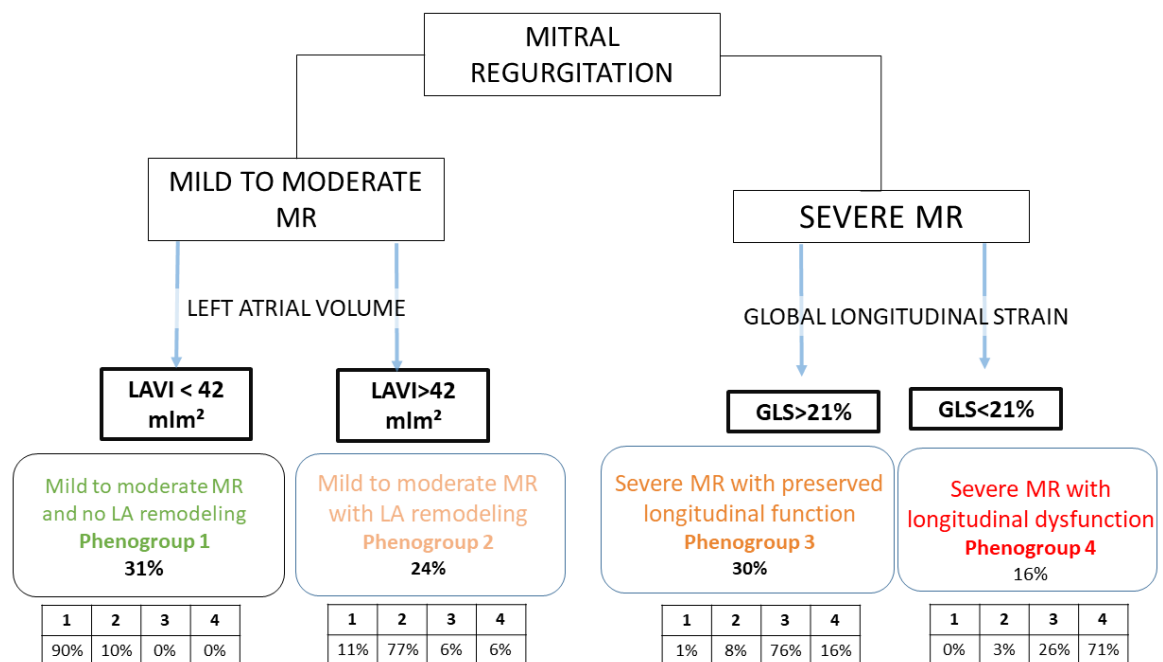 MITRAL
REGURGITATION
MILD TO MODERATE
MR
SEVERE MR
LEFT ATRIAL VOLUME
GLOBAL LONGITUDINAL STRAIN
LAVI < 42
mlm²
LAVI>42
mlm²
GLS>21%
GLS<21%
Mild to moderate MR
and no LA remodeling
Phenogroup 1
31%
Mild to moderate MR
with LA remodeling
Phenogroup 2
24%
Severe MR with preserved
longitudinal function
Phenogroup 3
30%
Severe MR with
longitudinal dysfunction
Phenogroup 4
16%
1 2 3 4
90% 10% 0% 0%
1 2 3 4
11% 77% 6% 6%
1 2 3 4
1% 8% 76% 16%
1 2 3 4
0% 3% 26% 71%